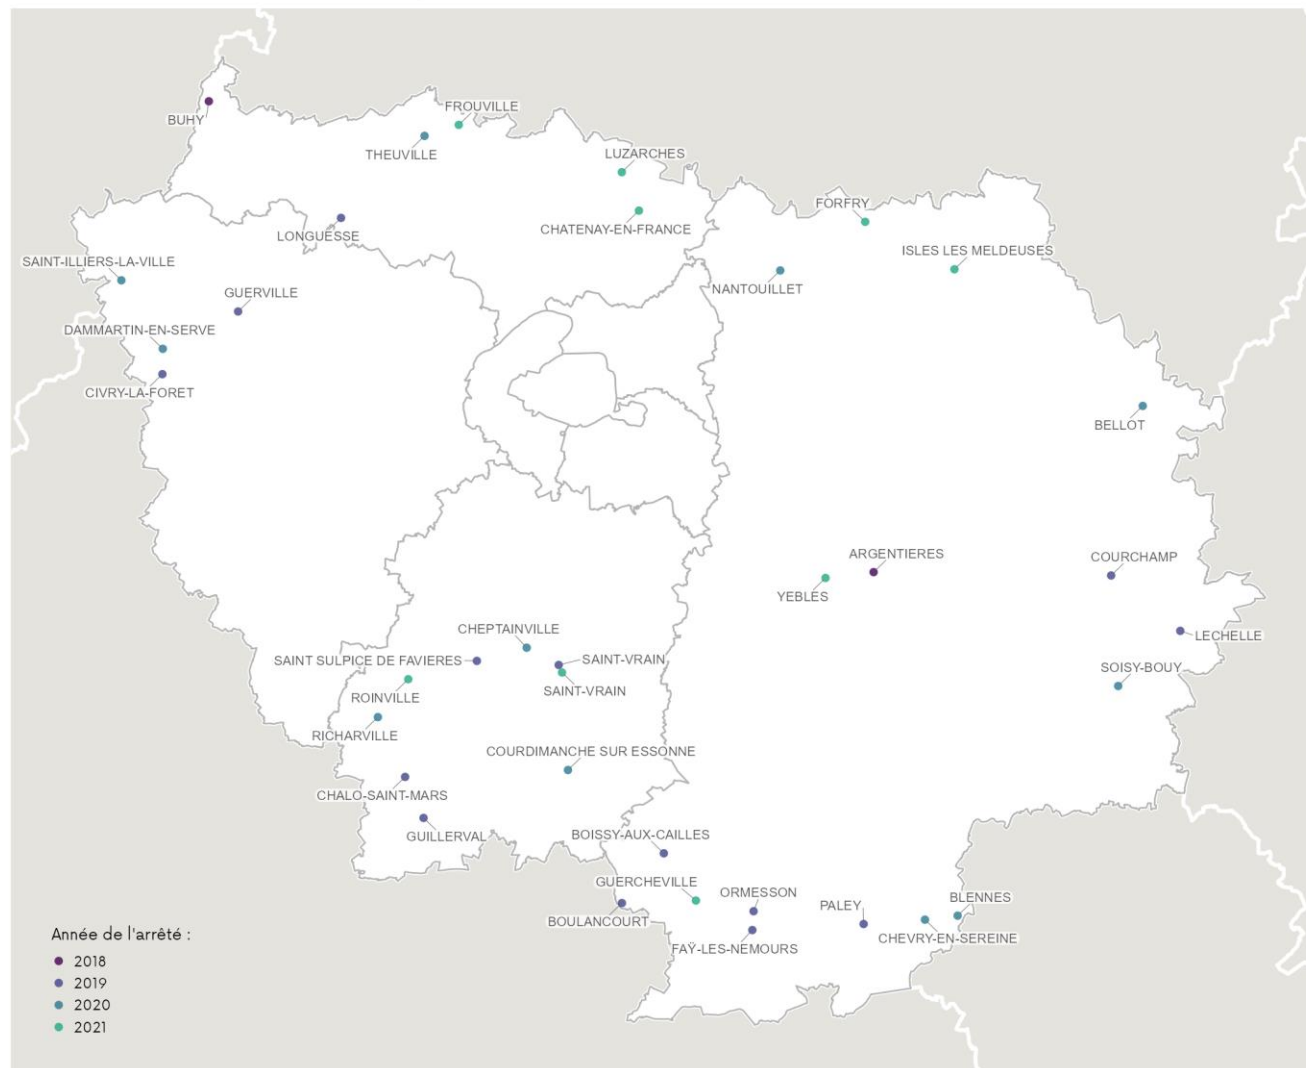 FROUVILLE
BUHY
THEUVILLE
LUZARCHES
FORFRY
CHATENAY-EN-FRANCE
LONGUESSE
ISLES LES MELDEUSES
SAINT-ILLIERS-LA-VILLE
NANTOUILLET
GUERVILLE
DAMMARTIN-EN-SERVE
CIVRY-LA-FORET
BELLOT
ARGENTIERES
COURCHAMP
YEBLES
CHEPTAINVILLE
LECHELLE
SAINT SULPICE DE FAVIERES
SAINT-VRAIN
SOISY-BOUY
SAINT-VRAIN
ROINVILLE
RICHARVILLE
COURDIMANCHE SUR ESSONNE
CHALO-SAINT-MARS
GUILLERVAL
BOISSY-AUX-CAILLES
GUERCHEVILLE
ORMESSON
BLENNES
PALEY
BOULANCOURT
CHEVRY-EN-SEREINE
FAŸ-LES-NEMOURS
Année de l'arrêté :
2018
2019
2020
2021